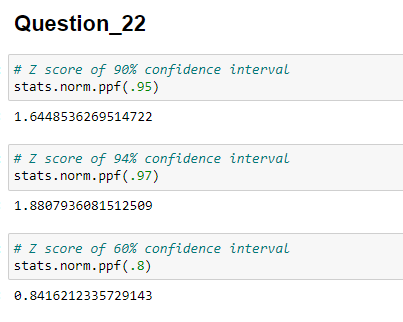 Question_22
# Z score of 90% confidence interval
stats.norm.ppf(.95)
1.6448536269514722
# Z score of 94% confidence interval
stats.norm.ppf(.97)
1.8807936081512509
# Z score of 60% confidence interval
stats.norm.ppf(.8)
0.8416212335729143